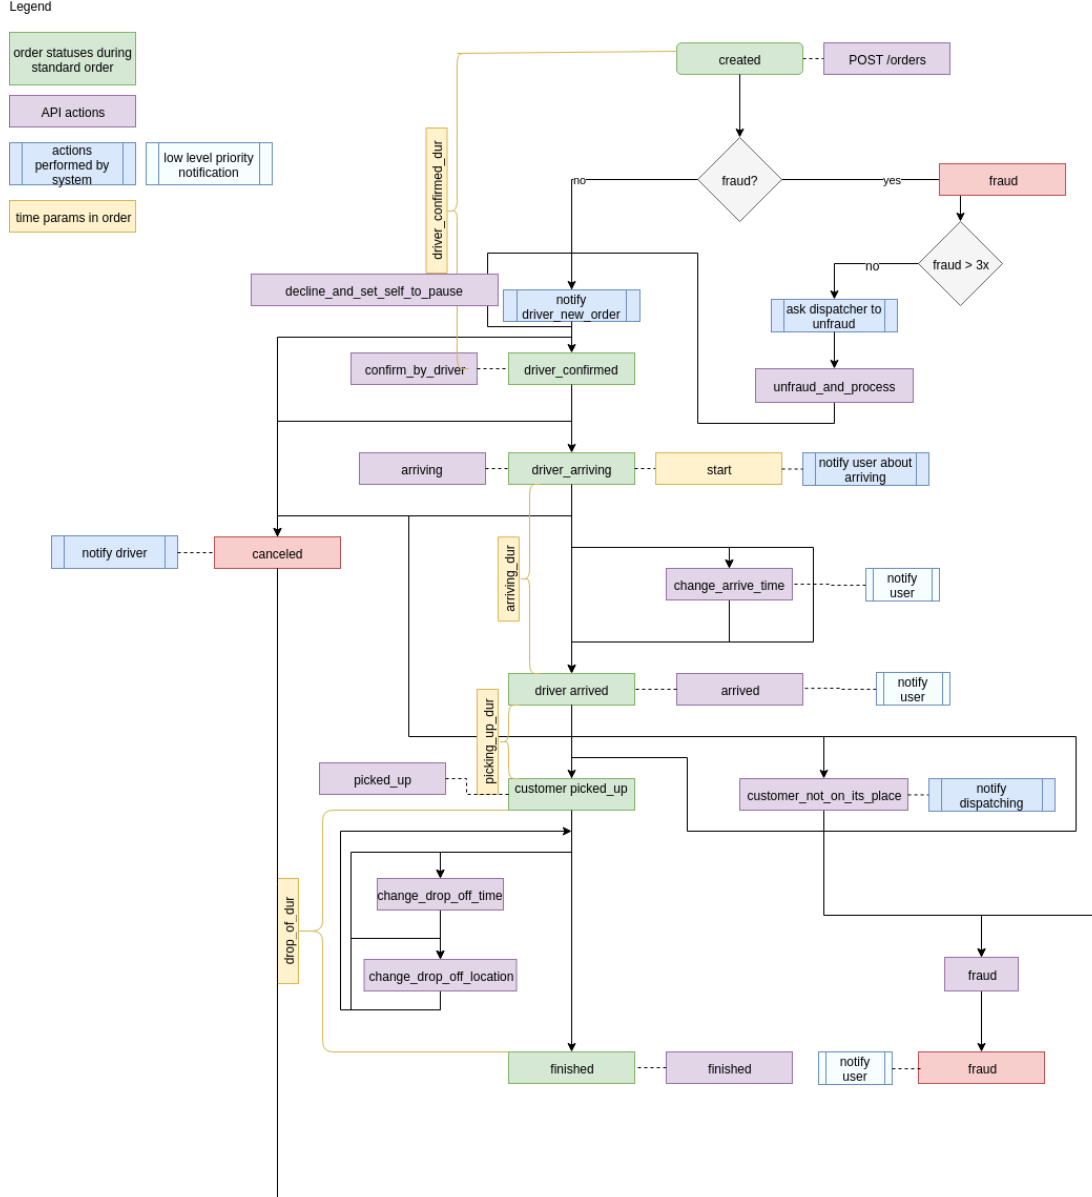 Legend
order statuses during
standard order
API actions
actions
performed by
system
low level priority
notification
time params in order
created
POST /orders
driver_confirmed_dur
fraud?
no
yes
fraud
fraud > 3x
no
decline_and_set_self_to_pause
notify
driver_new_order
ask dispatcher to
unfraud
confirm_by_driver
driver_confirmed
unfraud_and_process
arriving
driver_arriving
start
notify user about
arriving
notify driver
canceled
arriving_dur
change_arrive_time
notify
user
driver arrived
arrived
notify
user
picking_up_dur
picked_up
customer picked_up
customer_not_on_its_place
notify
dispatching
drop_of_dur
change_drop_off_time
change_drop_off_location
fraud
finished
finished
notify
user
fraud